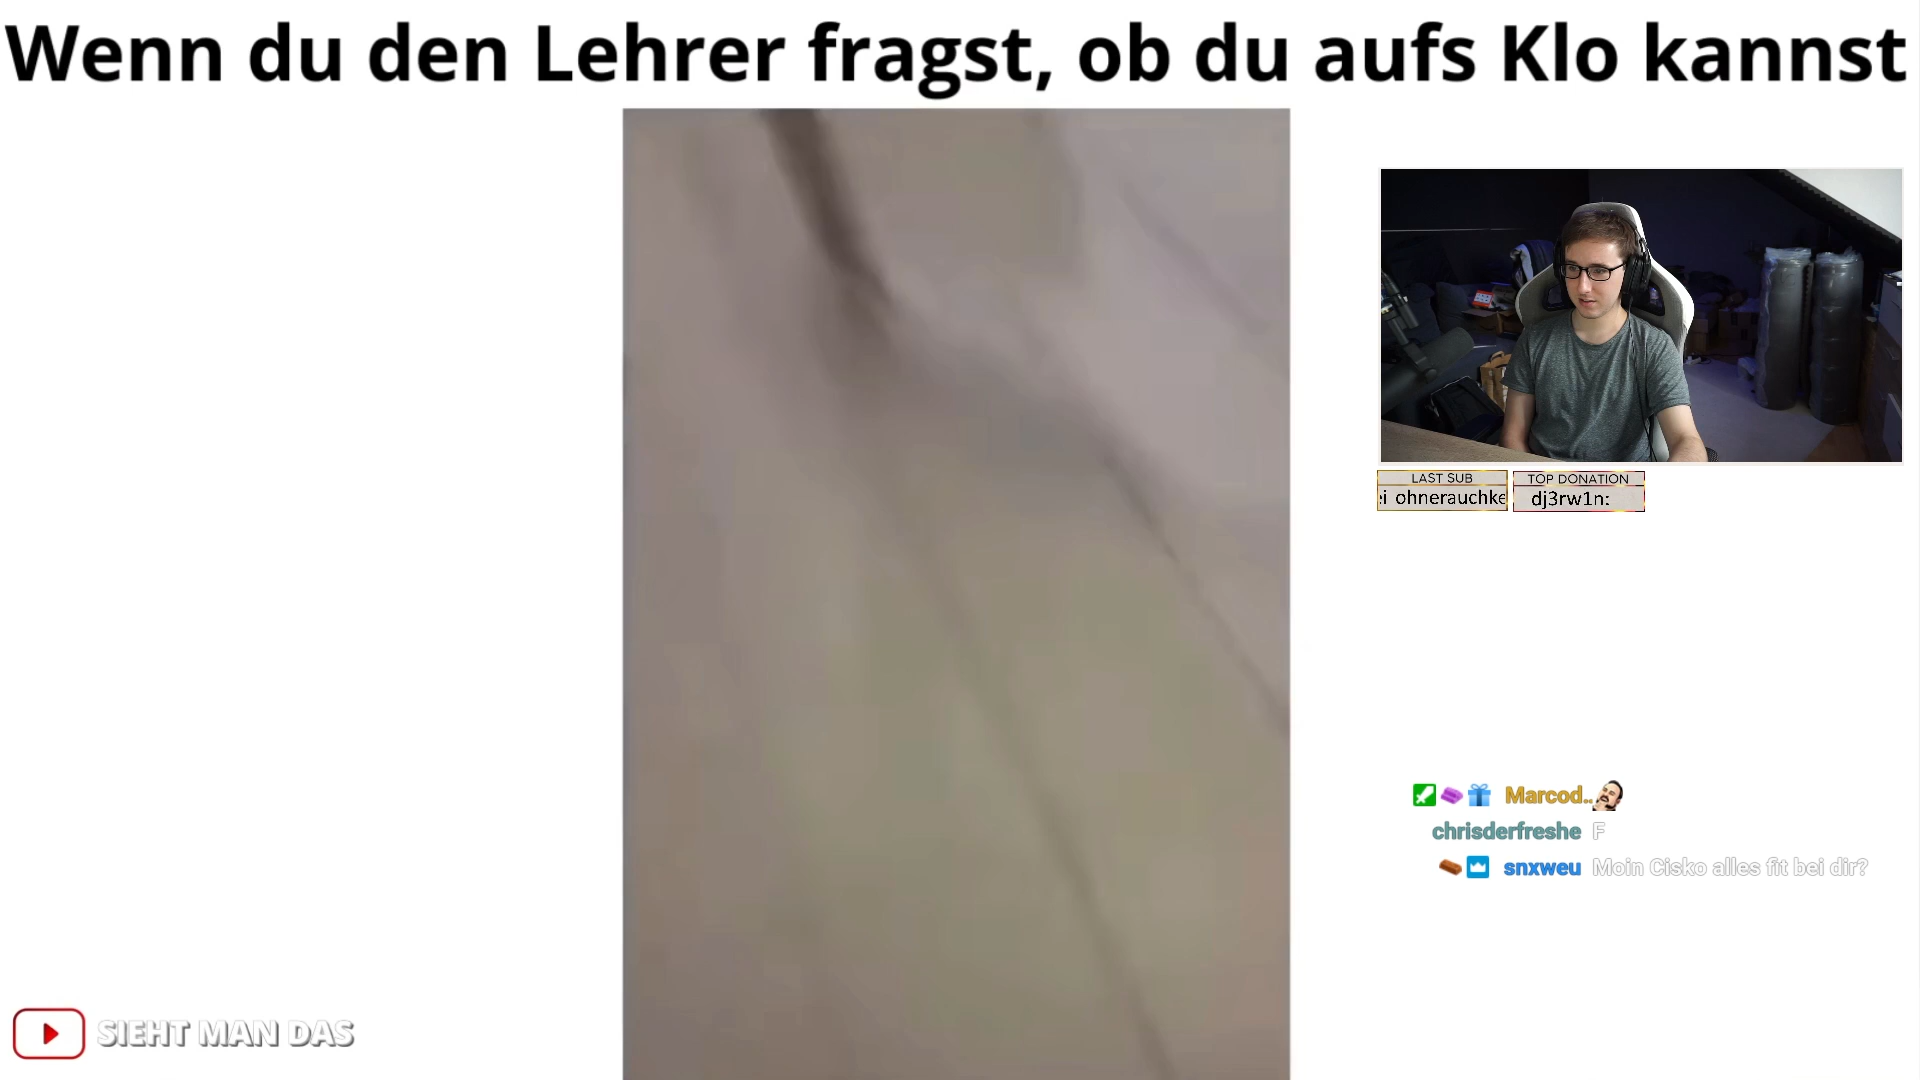 Wenn du den Lehrer fragst, ob du aufs Klo kannst
LAST SUB
ei ohnerauchke
TOP DONATION
dj3rw1n:
Marcod..
chrisderfreshe F
snxweu Moin Cisko alles fit bei dir?
SIEHT MAN DAS